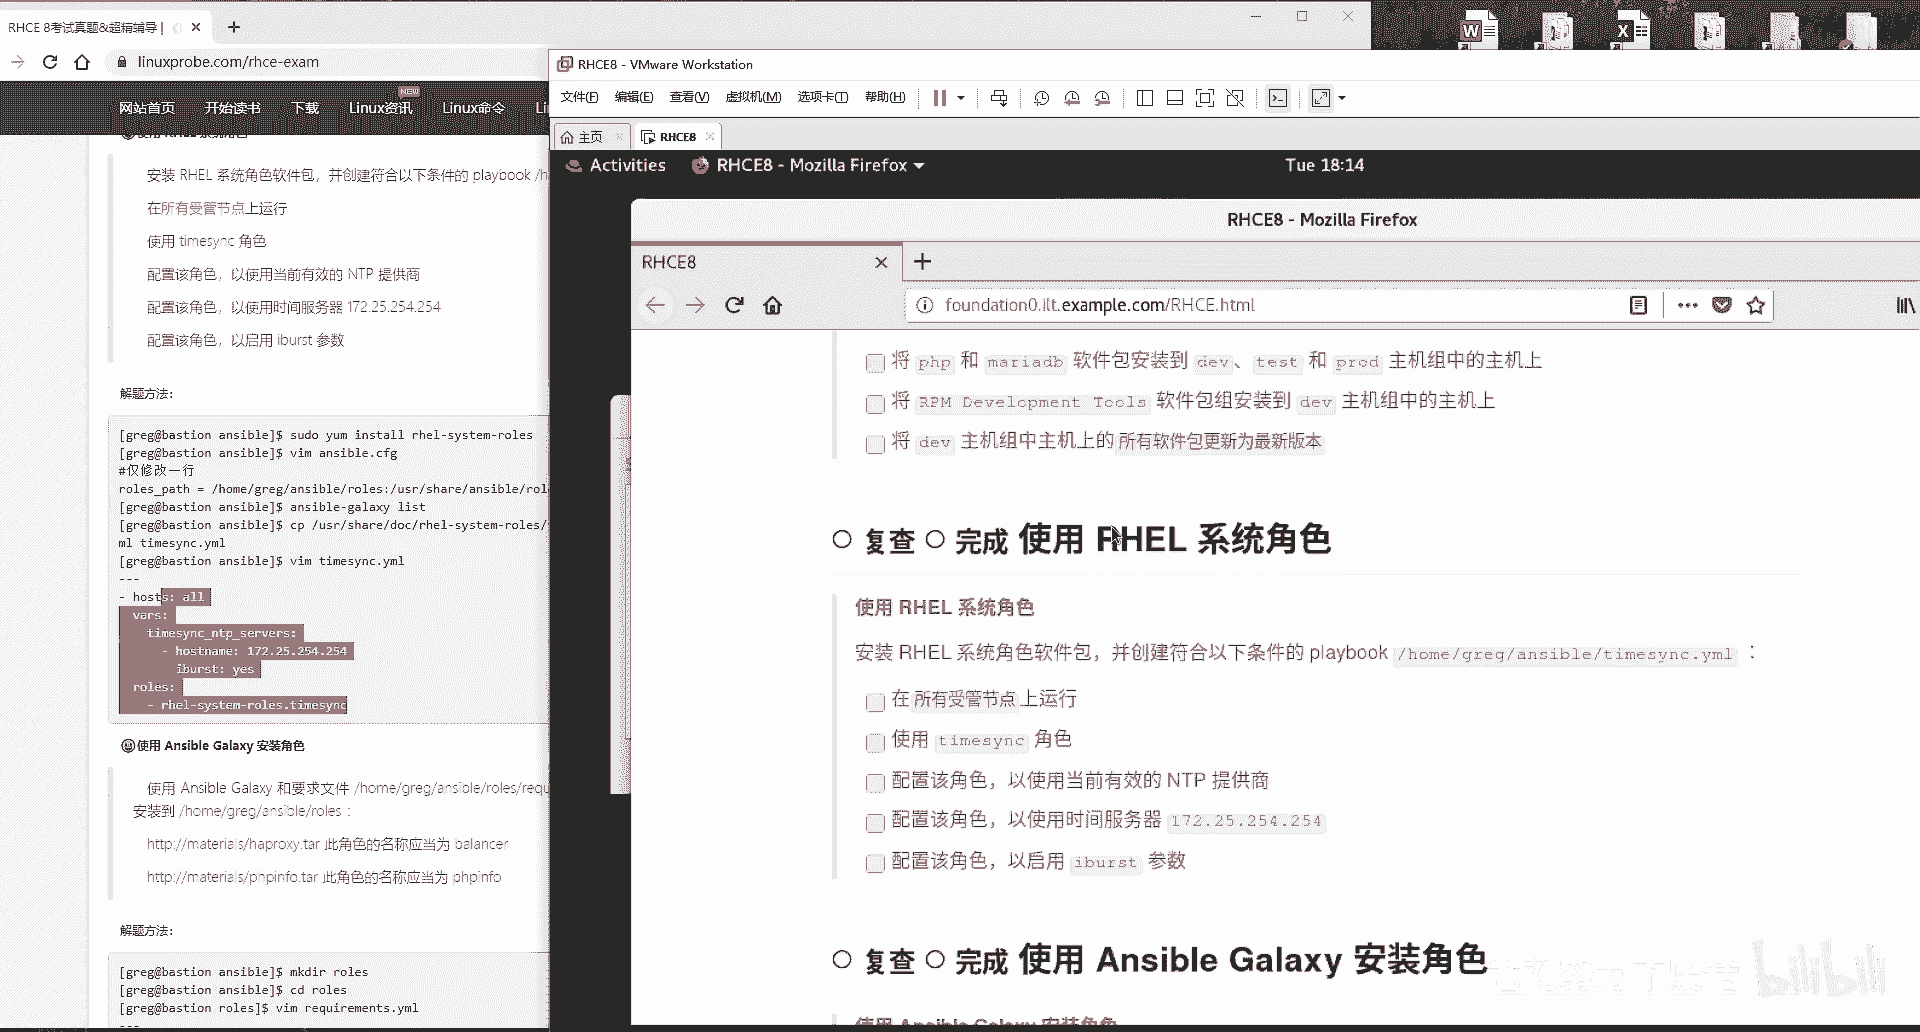 RHCE 8考试真题&超精辅导 |
linuxprobe.com/rhce-exam
网站首页 开始读书 下载 Linux资讯 NEW Linux命令
安装 RHEL 系统角色软件包，并创建符合以下条件的 playbook /h
在所有受管节点上运行
使用 timesync 角色
配置该角色，以使用当前有效的 NTP 提供商
配置该角色，以使用时间服务器 172.25.254.254
配置该角色，以启用 iburst 参数
解题方法:
[greg@bastion ansible]$ sudo yum install rhel-system-roles
[greg@bastion ansible]$ vim ansible.cfg
#仅修改一行
roles_path = /home/greg/ansible/roles:/usr/share/ansible/rol
[greg@bastion ansible]$ ansible-galaxy list
[greg@bastion ansible]$ cp /usr/share/doc/rhel-system-roles/
ml timesync.yml
[greg@bastion ansible]$ vim timesync.yml
---
- hosts: all
vars:
timesync_ntp_servers:
- hostname: 172.25.254.254
iburst: yes
roles:
- rhel-system-roles.timesync
使用 Ansible Galaxy 安装角色
使用 Ansible Galaxy 和要求文件 /home/greg/ansible/roles/requ
安装到 /home/greg/ansible/roles：
http://materials/haproxy.tar 此角色的名称应当为 balancer
http://materials/phpinfo.tar 此角色的名称应当为 phpinfo
解题方法:
[greg@bastion ansible]$ mkdir roles
[greg@bastion ansible]$ cd roles
[greg@bastion roles]$ vim requirements.yml
---
RHCE8 - VMware Workstation
文件(F) 编辑(E) 查看(V) 虚拟机(M) 选项卡(T) 帮助(H)
主页 RHCE8
Activities RHCE8 - Mozilla Firefox Tue 18:14
RHCE8 - Mozilla Firefox
RHCE8
foundation0.ilt.example.com/RHCE.html
将 php 和 mariadb 软件包安装到 dev、test 和 prod 主机组中的主机上
将 RPM Development Tools 软件包组安装到 dev 主机组中的主机上
将 dev 主机组中主机上的 所有软件包更新为最新版本
复查 完成 使用 RHEL 系统角色
使用 RHEL 系统角色
安装 RHEL 系统角色软件包，并创建符合以下条件的 playbook /home/greg/ansible/timesync.yml ：
在 所有受管节点 上运行
使用 timesync 角色
配置该角色，以使用当前有效的 NTP 提供商
配置该角色，以使用时间服务器 172.25.254.254
配置该角色，以启用 iburst 参数
复查 完成 使用 Ansible Galaxy 安装角色
使用 Ansible Galaxy 安装角色
bilibili